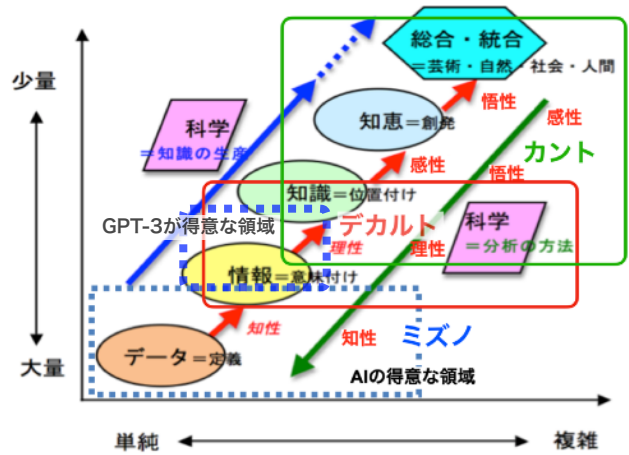 総合・統合
=芸術・自然・社会・人間
少量
知恵=創発
悟性
感性
科学
=知識の生産
感性
悟性
カント
知識=位置付け
GPT-3が得意な領域
デカルト
科学
理性
理性
=分析の方法
情報=意味付け
知性
知性
ミズノ
データ=定義
大量
AIの得意な領域
単純
複雑